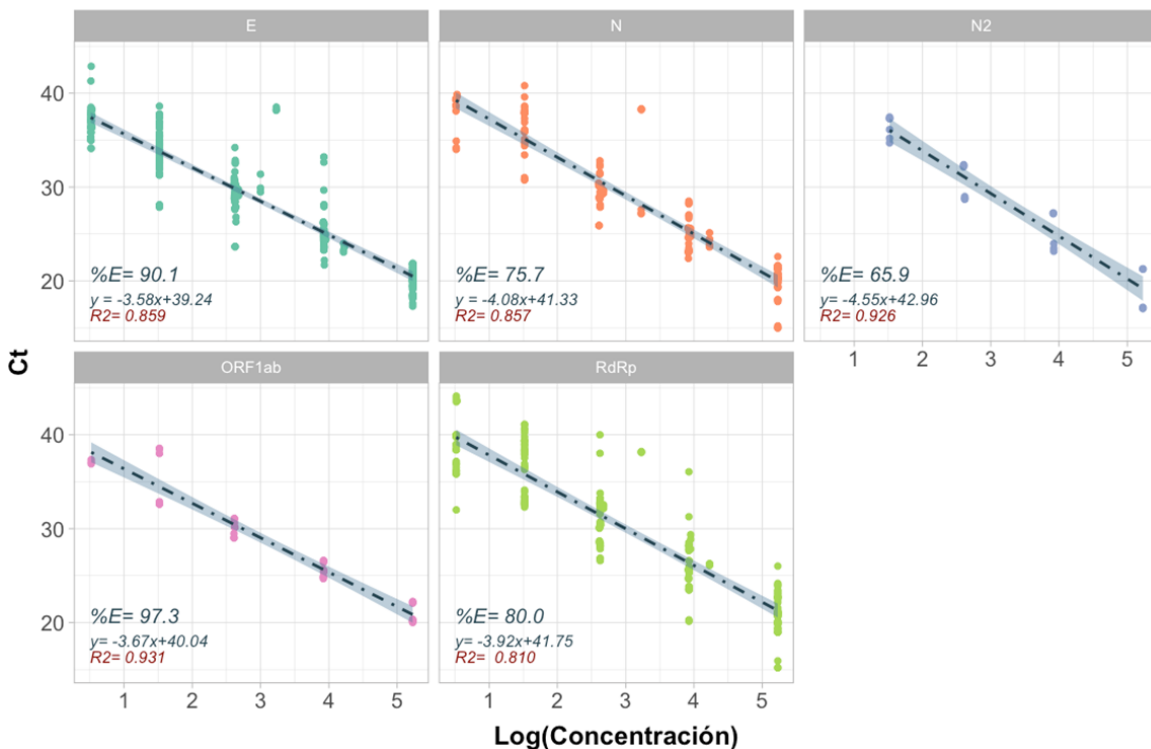 E
N
N2
40
30
20
%E= 90.1
y = -3.58x+39.24
R2= 0.859
%E= 75.7
y = -4.08x+41.33
R2= 0.857
%E= 65.9
y= -4.55x+42.96
R2= 0.926
1 2 3 4 5
Ct
ORF1ab
RdRp
40
30
20
%E= 97.3
y= -3.67x+40.04
R2= 0.931
%E= 80.0
y= -3.92x+41.75
R2= 0.810
1 2 3 4 5
1 2 3 4 5
Log(Concentración)